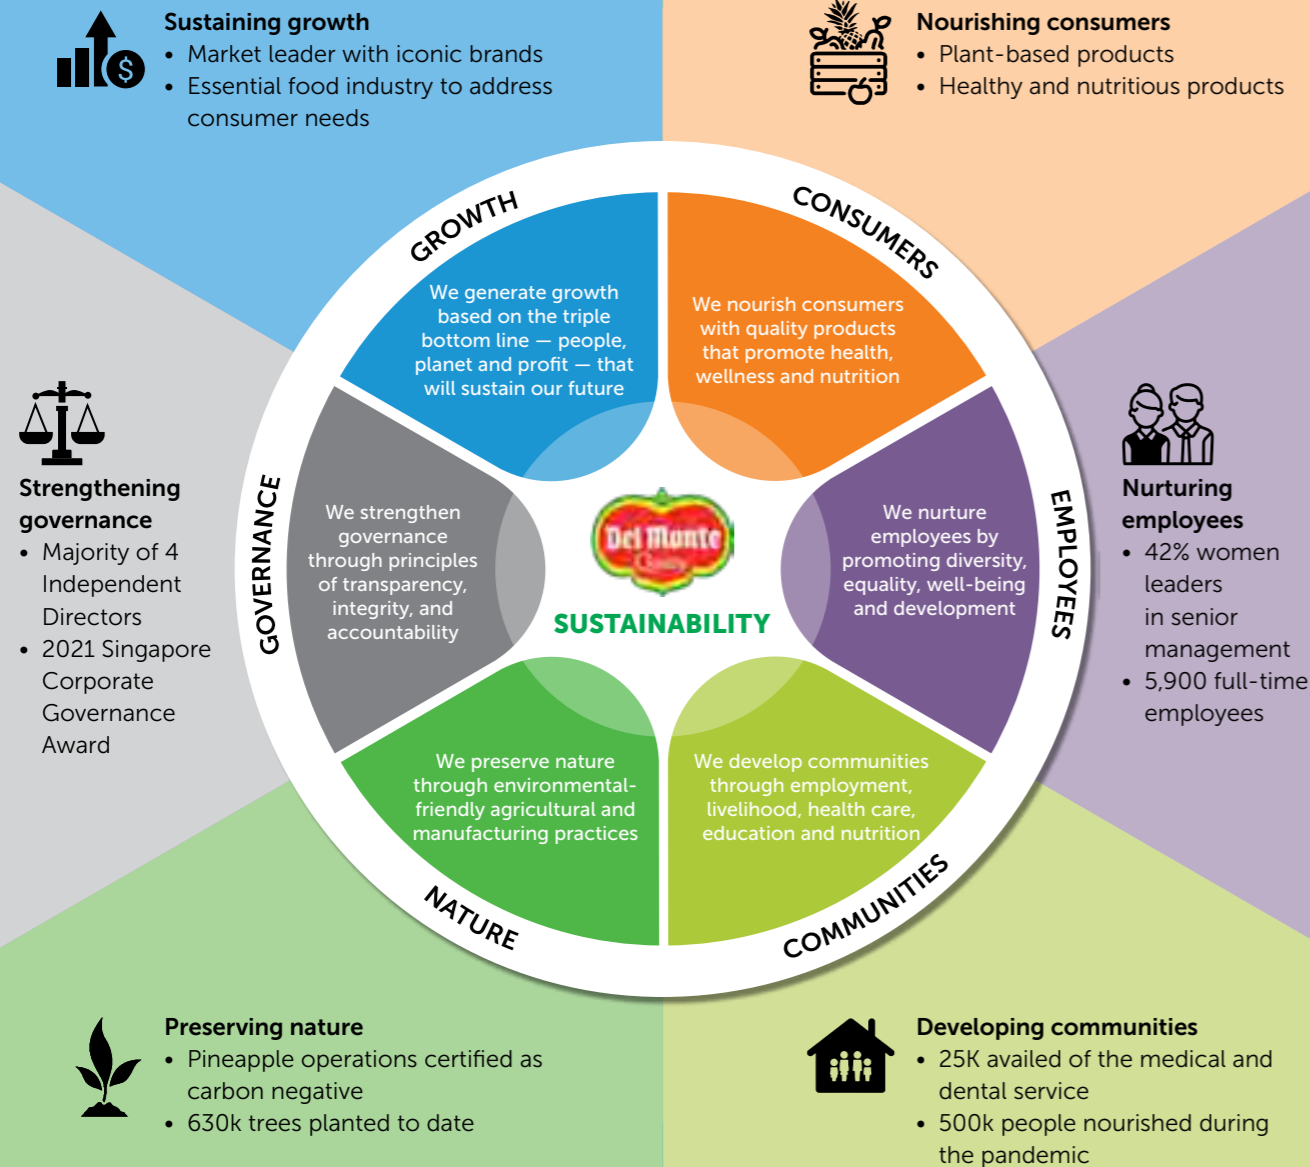 Sustaining growth
• Market leader with iconic brands
• Essential food industry to address
consumer needs
Nourishing consumers
• Plant-based products
• Healthy and nutritious products
GROWTH
We generate growth
based on the triple
bottom line — people,
planet and profit — that
will sustain our future
CONSUMERS
We nourish consumers
with quality products
that promote health,
wellness and nutrition
Strengthening
governance
• Majority of 4
Independent
Directors
• 2021 Singapore
Corporate
Governance
Award
GOVERNANCE
We strengthen
governance
through principles
of transparency,
integrity, and
accountability
Del Monte
Quality
SUSTAINABILITY
We nurture
employees by
promoting diversity,
equality, well-being
and development
EMPLOYEES
Nurturing
employees
• 42% women
leaders
in senior
management
• 5,900 full-time
employees
We preserve nature
through environmental-
friendly agricultural and
manufacturing practices
NATURE
We develop communities
through employment,
livelihood, health care,
education and nutrition
COMMUNITIES
Preserving nature
• Pineapple operations certified as
carbon negative
• 630k trees planted to date
Developing communities
• 25K availed of the medical and
dental service
• 500k people nourished during
the pandemic
$